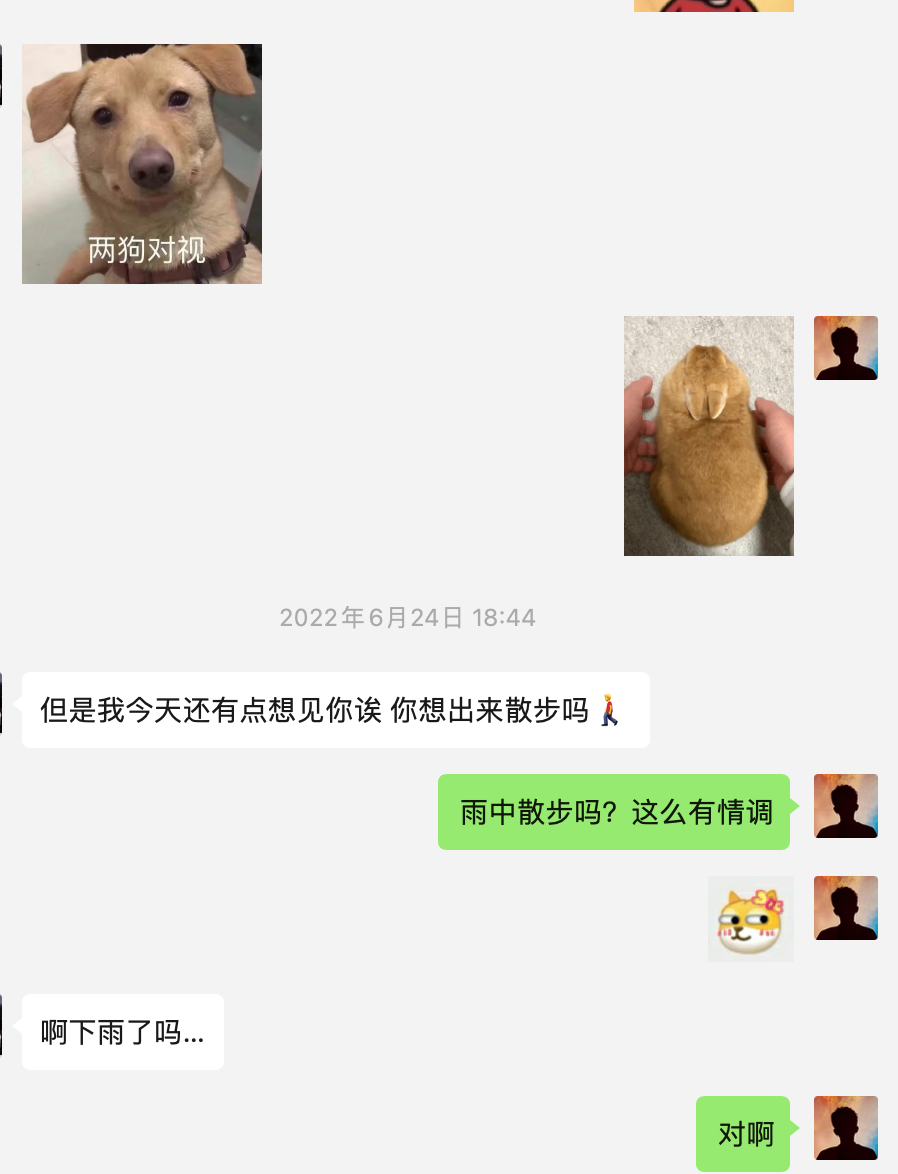 两狗对视
2022年6月24日 18:44
但是我今天还有点想见你诶 你想出来散步吗🚶
雨中散步吗？这么有情调
啊下雨了吗...
对啊